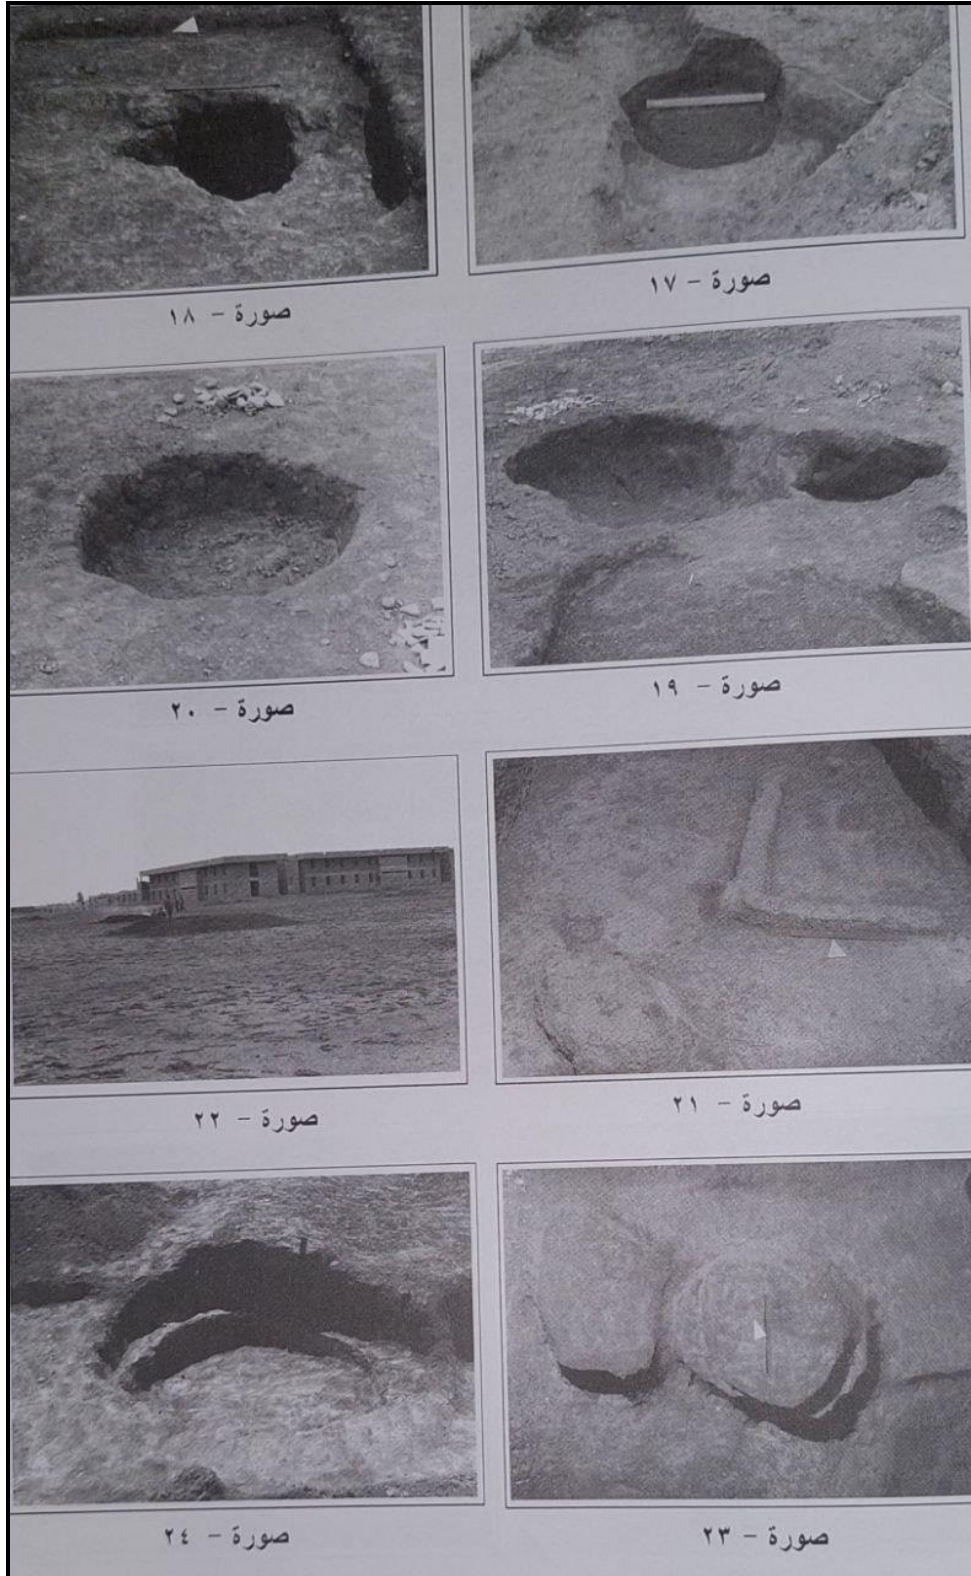 صورة - ١٧
صورة - ١٨
صورة - ١٩
صورة - ٢٠
صورة - ٢١
صورة - ٢٢
صورة - ٢٣
صورة - ٢٤